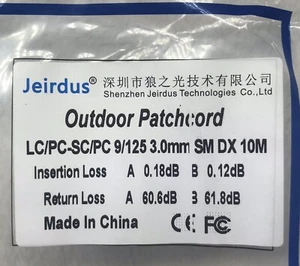 Jeirdus® 深圳市狼之光技术有限公司
Shenzhen Jeirdus Technologies Co.,Ltd
Outdoor Patchcord
LC/PC-SC/PC 9/125 3.0mm SM DX 10M
Insertion Loss A 0.18dB B 0.12dB
Return Loss A 60.6dB B 61.8dB
Made In China CE FC